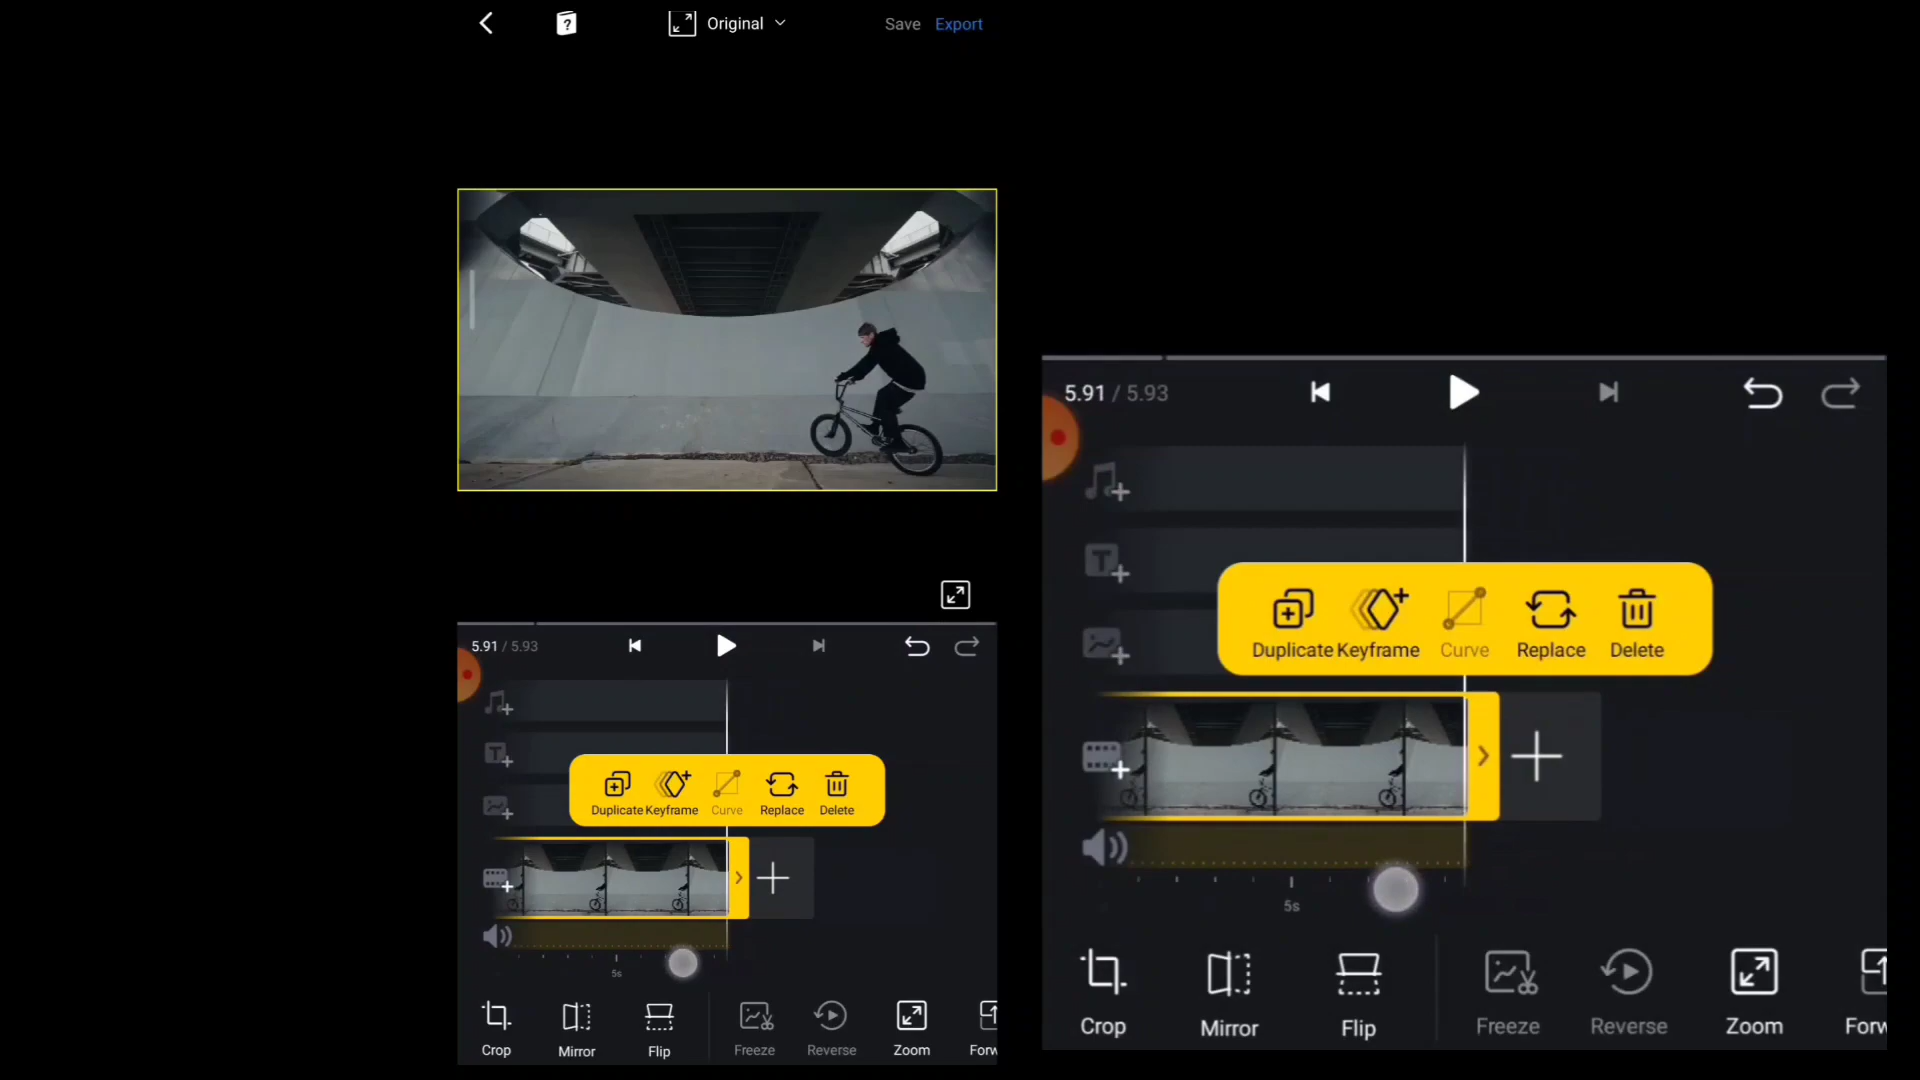 Original
Save
Export
5.91 / 5.93
Duplicate
Keyframe
Curve
Replace
Delete
5s
Crop
Mirror
Flip
Freeze
Reverse
Zoom
Forw
5.91 / 5.93
Duplicate
Keyframe
Curve
Replace
Delete
5s
Crop
Mirror
Flip
Freeze
Reverse
Zoom
Forw